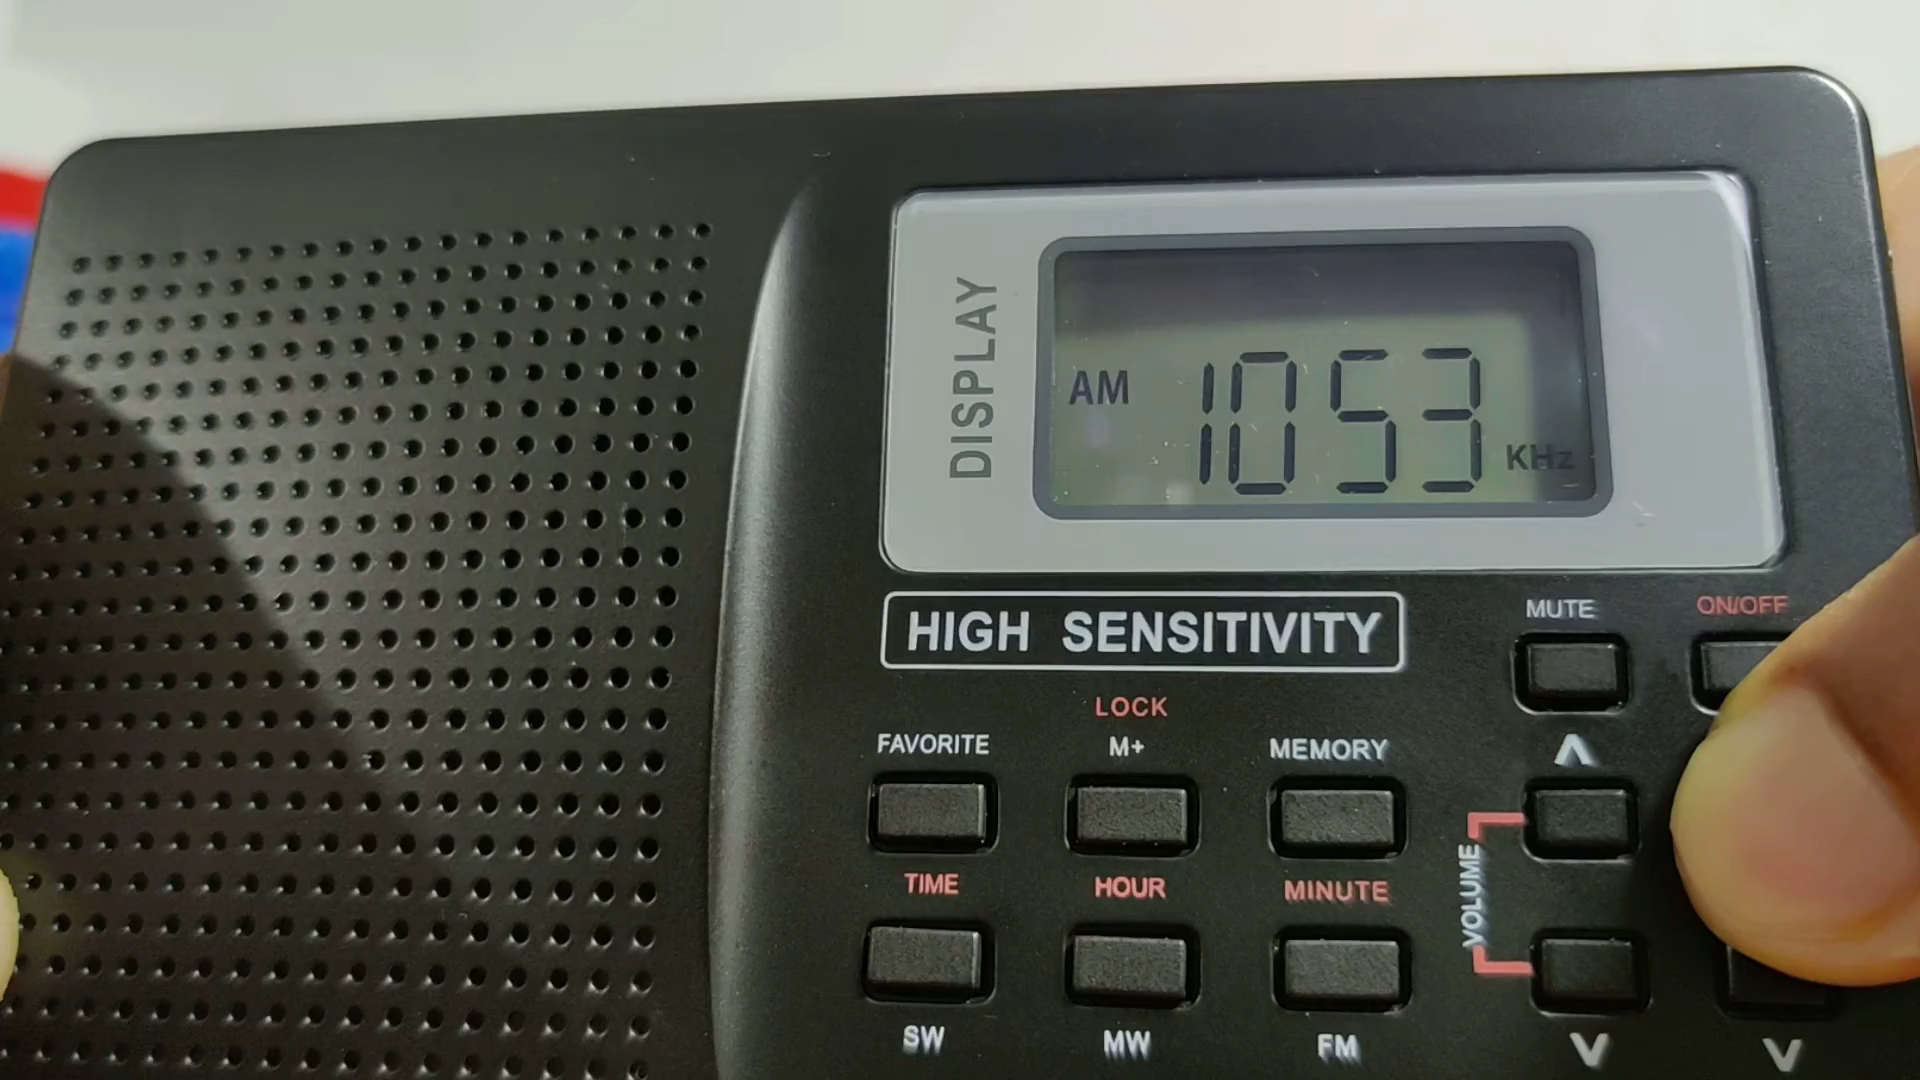 DISPLAY
AM 1053 KHz
HIGH SENSITIVITY
MUTE
ON/OFF
LOCK
FAVORITE
M+
MEMORY
Λ
VOLUME
TIME
HOUR
MINUTE
SW
MW
FM
V
V